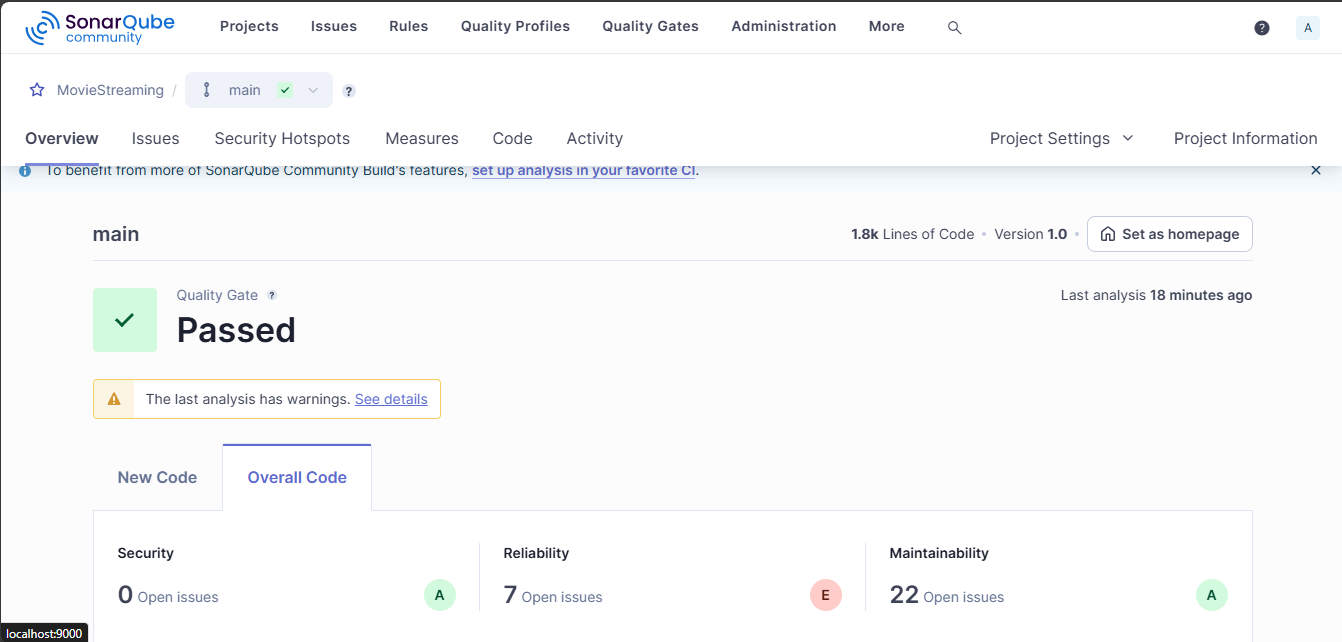 SonarQube community Projects Issues Rules Quality Profiles Quality Gates Administration More ? A
MovieStreaming / main ?
Overview Issues Security Hotspots Measures Code Activity Project Settings Project Information
To benefit from more of SonarQube Community Build's features, set up analysis in your favorite CI.
main 1.8k Lines of Code • Version 1.0 • Set as homepage
Quality Gate ? Last analysis 18 minutes ago
Passed
The last analysis has warnings. See details
New Code Overall Code
Security Reliability Maintainability
0 Open issues A 7 Open issues E 22 Open issues A
localhost:9000